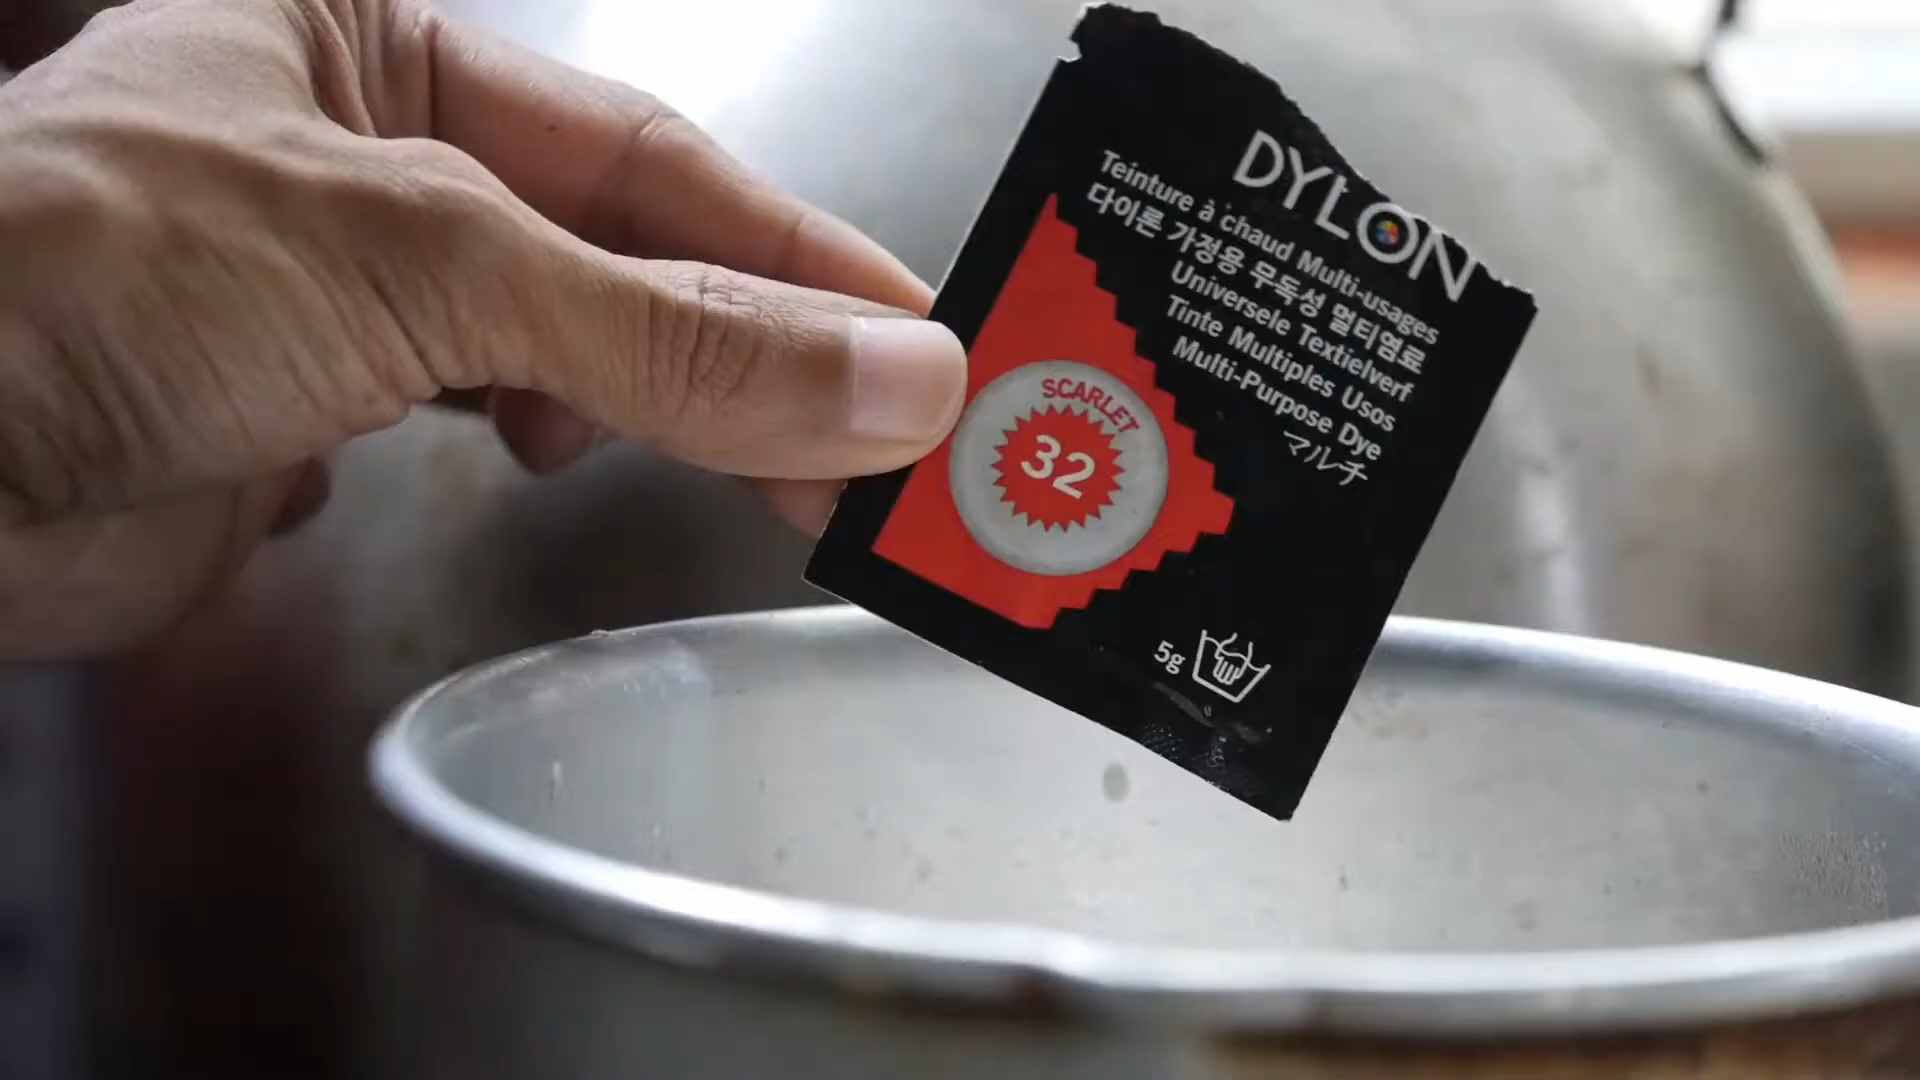 DYLON
Teinture à chaud Multi-usages
다이론 가정용 무독성 멀티염료
Universele Textielverf
Tinte Multiples Usos
Multi-Purpose Dye
マルチ
SCARLET
32
5g